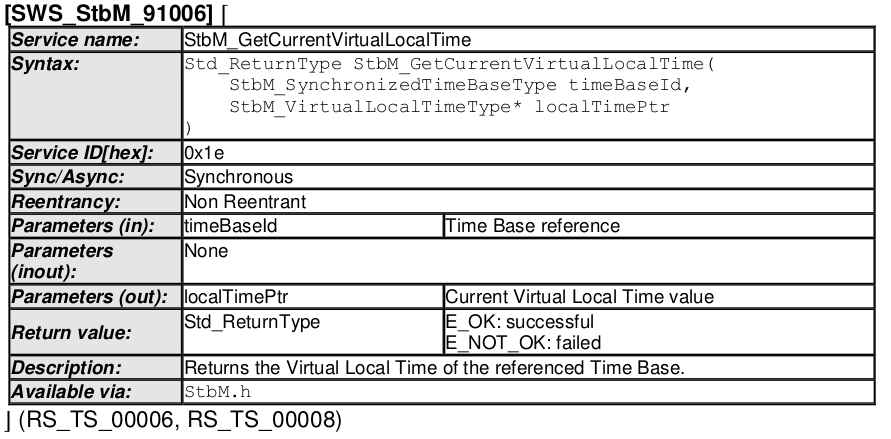 [SWS_StbM_91006] ⌈
Service name: StbM_GetCurrentVirtualLocalTime
Syntax: Std_ReturnType StbM_GetCurrentVirtualLocalTime(
StbM_SynchronizedTimeBaseType timeBaseId,
StbM_VirtualLocalTimeType* localTimePtr
)
Service ID[hex]: 0x1e
Sync/Async: Synchronous
Reentrancy: Non Reentrant
Parameters (in): timeBaseId Time Base reference
Parameters None
(inout):
Parameters (out): localTimePtr Current Virtual Local Time value
Return value: Std_ReturnType E_OK: successful
E_NOT_OK: failed
Description: Returns the Virtual Local Time of the referenced Time Base.
Available via: StbM.h
⌋ (RS_TS_00006, RS_TS_00008)